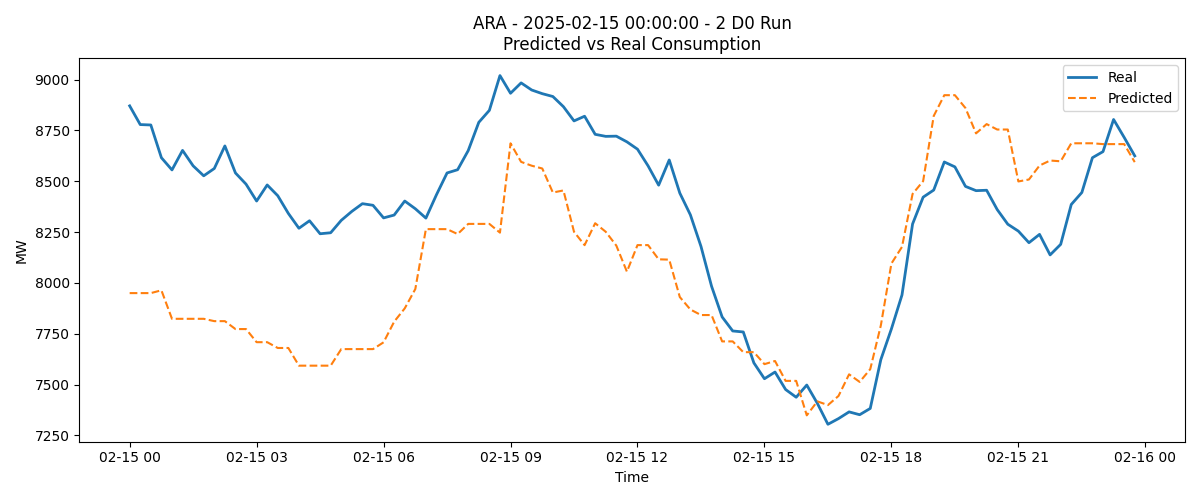 ARA - 2025-02-15 00:00:00 - 2 D0 Run
Predicted vs Real Consumption
Real
Predicted
MW
9000
8750
8500
8250
8000
7750
7500
7250
02-15 00
02-15 03
02-15 06
02-15 09
02-15 12
02-15 15
02-15 18
02-15 21
02-16 00
Time